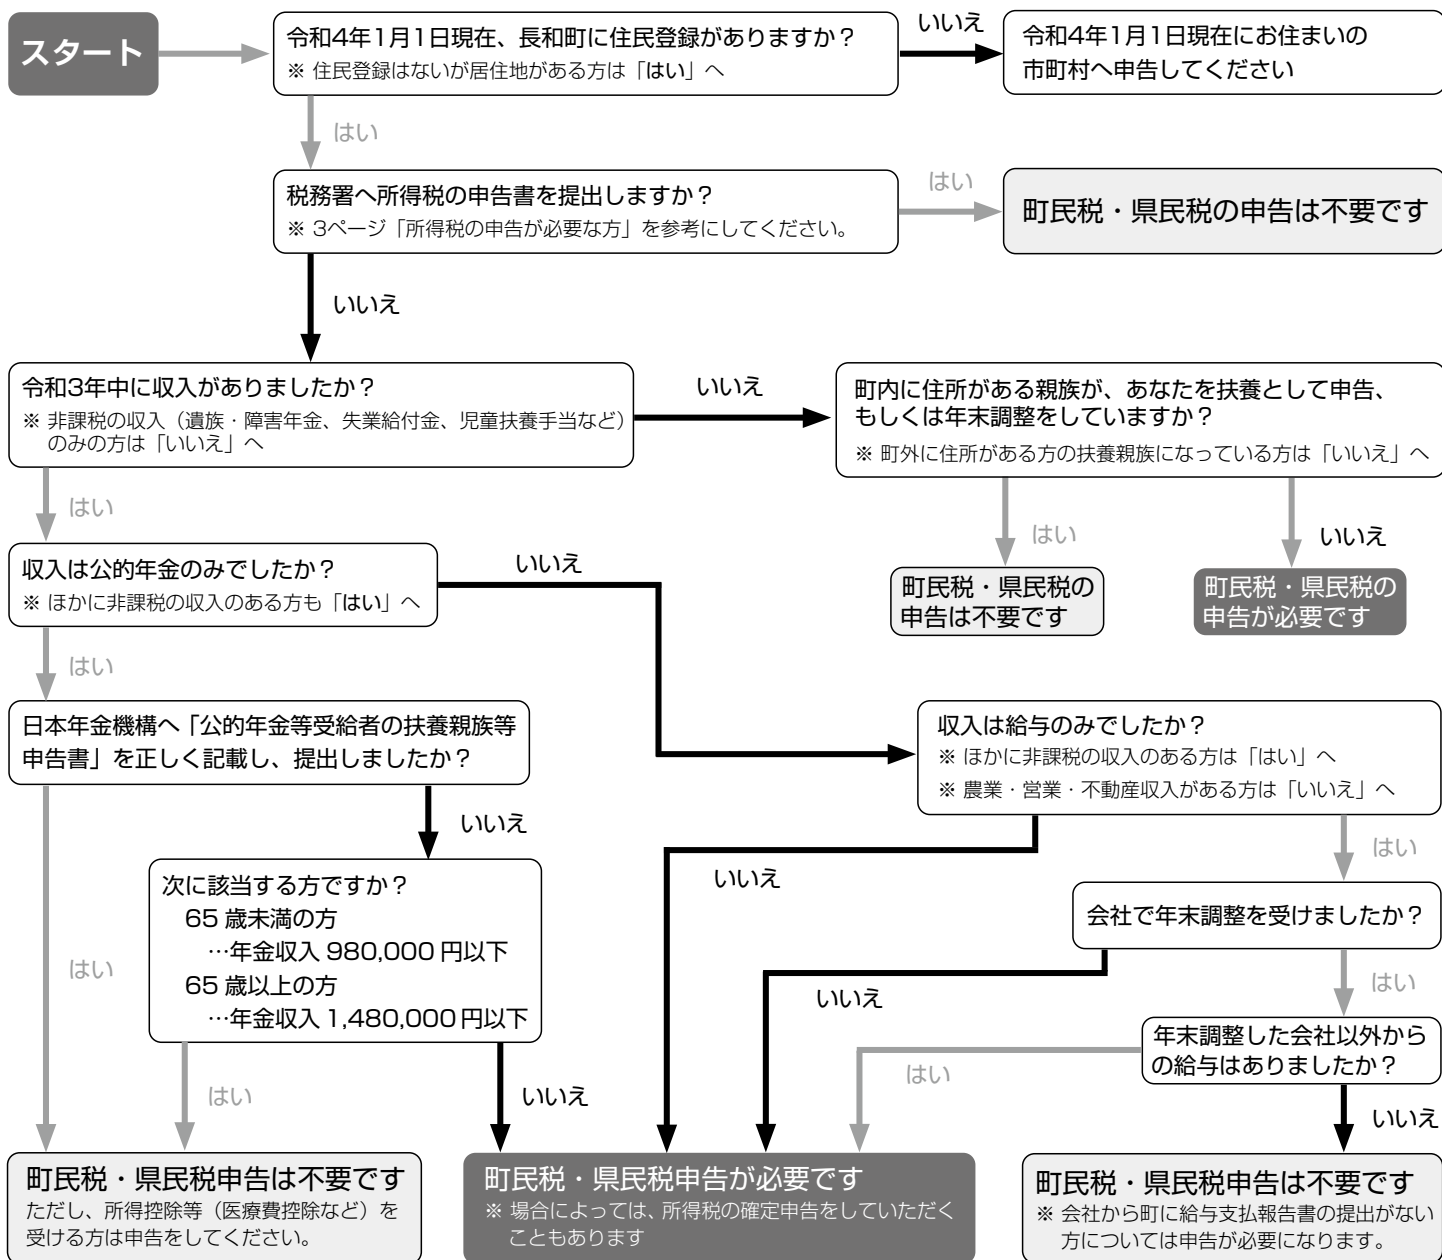 スタート
令和4年1月1日現在、長和町に住民登録がありますか？
※ 住民登録はないが居住地がある方は「はい」へ
いいえ
令和4年1月1日現在にお住まいの
市町村へ申告してください
はい
税務署へ所得税の申告書を提出しますか？
※ 3ページ「所得税の申告が必要な方」を参考にしてください。
はい
町民税・県民税の申告は不要です
いいえ
令和3年中に収入がありましたか？
※ 非課税の収入（遺族・障害年金、失業給付金、児童扶養手当など）
のみの方は「いいえ」へ
いいえ
町内に住所がある親族が、あなたを扶養として申告、
もしくは年末調整をしていますか？
※ 町外に住所がある方の扶養親族になっている方は「いいえ」へ
はい
はい
いいえ
収入は公的年金のみでしたか？
※ ほかに非課税の収入のある方も「はい」へ
いいえ
町民税・県民税の
申告は不要です
町民税・県民税の
申告が必要です
はい
日本年金機構へ「公的年金等受給者の扶養親族等
申告書」を正しく記載し、提出しましたか？
収入は給与のみでしたか？
※ ほかに非課税の収入のある方は「はい」へ
※ 農業・営業・不動産収入がある方は「いいえ」へ
いいえ
はい
いいえ
次に該当する方ですか？
65 歳未満の方
…年金収入 980,000 円以下
65 歳以上の方
…年金収入 1,480,000 円以下
会社で年末調整を受けましたか？
はい
いいえ
はい
年末調整した会社以外から
の給与はありましたか？
はい
はい
いいえ
いいえ
町民税・県民税申告は不要です
ただし、所得控除等（医療費控除など）を
受ける方は申告をしてください。
町民税・県民税申告が必要です
※ 場合によっては、所得税の確定申告をしていただく
こともあります
町民税・県民税申告は不要です
※ 会社から町に給与支払報告書の提出がない
方については申告が必要になります。